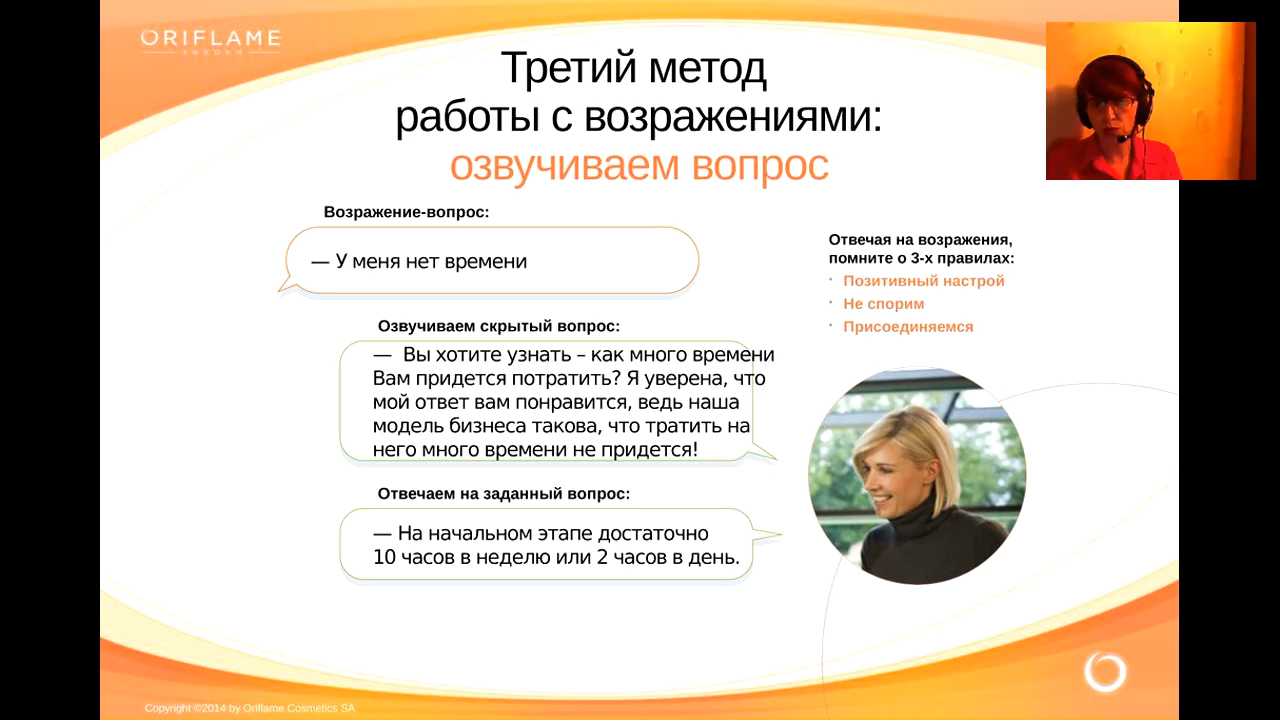 ORIFLAME
SWEDEN
Третий метод
работы с возражениями:
озвучиваем вопрос
Возражение-вопрос:
— У меня нет времени
Озвучиваем скрытый вопрос:
— Вы хотите узнать – как много времени
Вам придется потратить? Я уверена, что
мой ответ вам понравится, ведь наша
модель бизнеса такова, что тратить на
него много времени не придется!
Отвечаем на заданный вопрос:
— На начальном этапе достаточно
10 часов в неделю или 2 часов в день.
Отвечая на возражения,
помните о 3-х правилах:
· Позитивный настрой
· Не спорим
· Присоединяемся
Copyright ©2014 by Oriflame Cosmetics SA